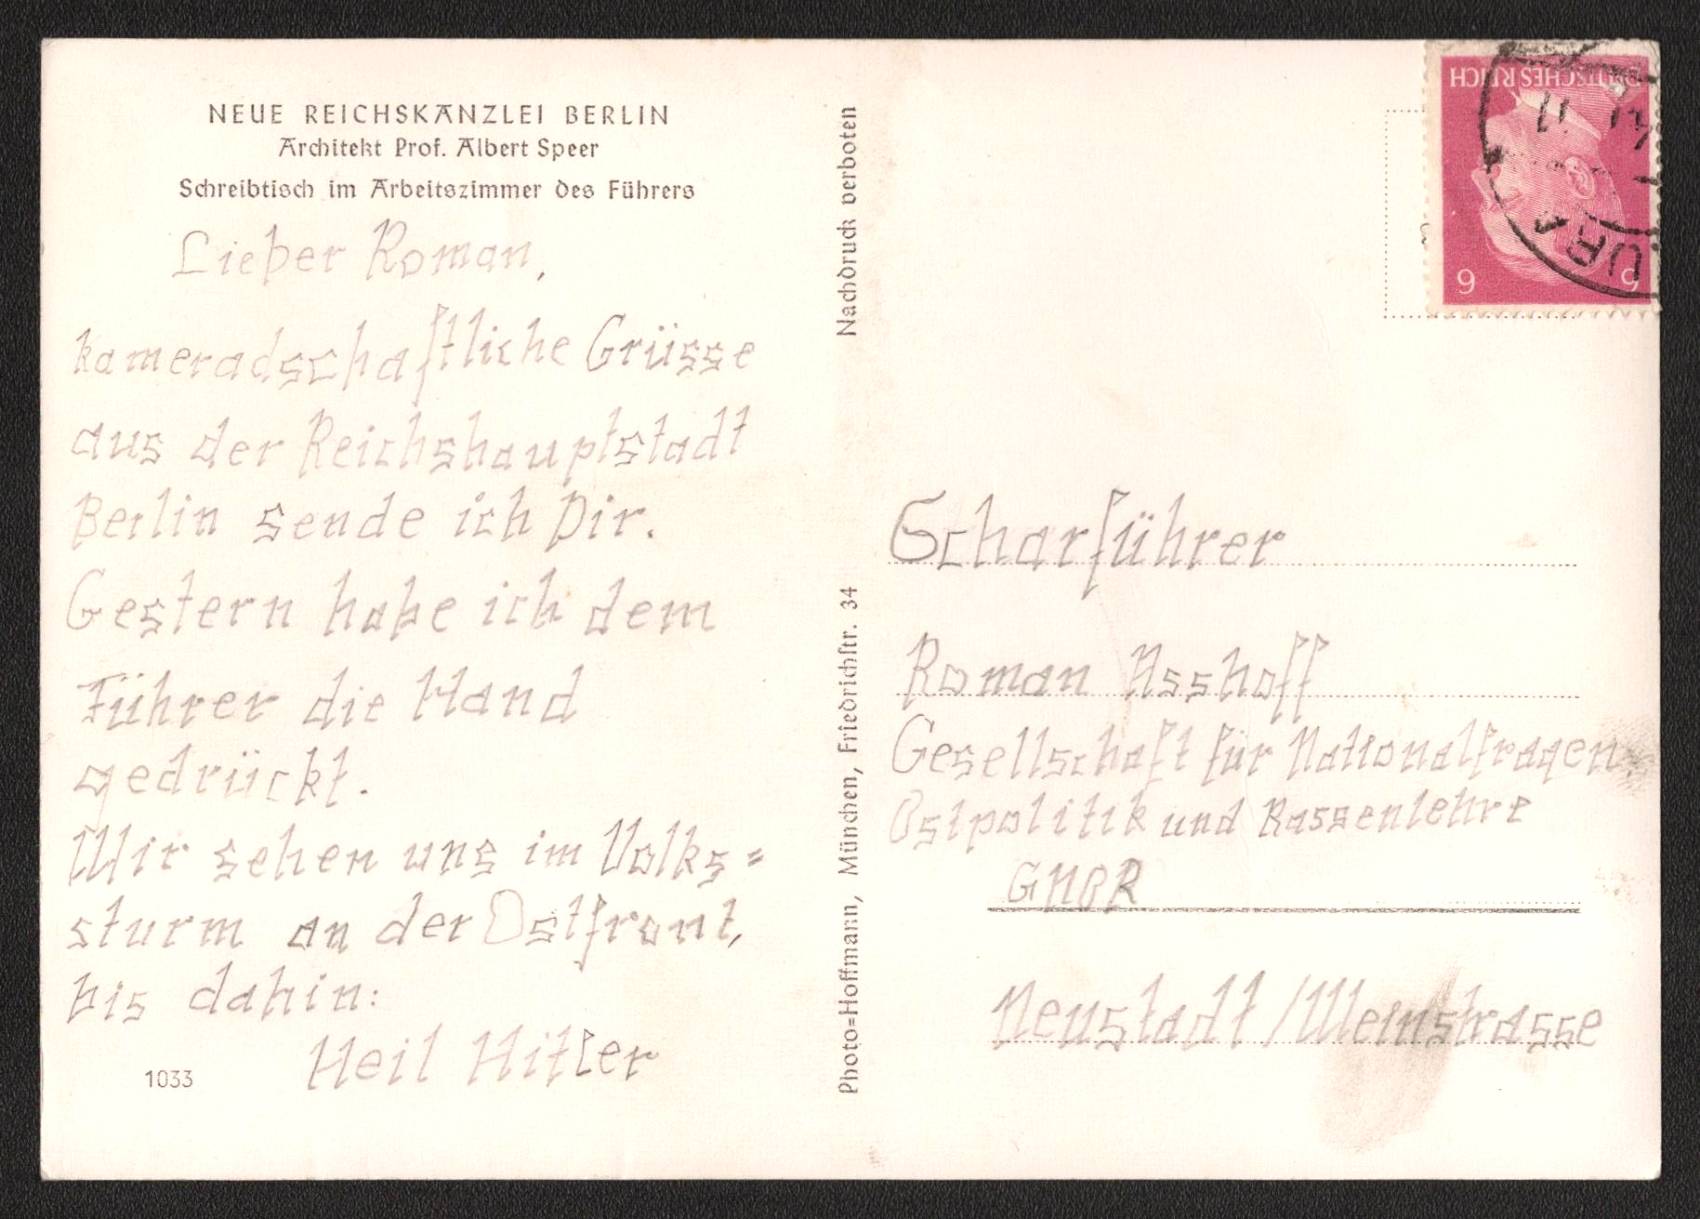 NEUE REICHSKANZLEI BERLIN
Architekt Prof. Albert Speer
Schreibtisch im Arbeitszimmer des Führers
Lieber Roman,
kameradschaftliche Grüsse
aus der Reichshauptstadt
Berlin sende ich Dir.
Gestern habe ich dem
Führer die Hand
gedrückt.
Wir sehen uns im Volks=
sturm an der Ostfront,
bis dahin:
Heil Hitler
1033
Nachdruck verboten
Photo=Hoffmann, München, Friedrichstr. 34
DEUTSCHES REICH
6 6
Scharführer
Roman Asshoff
Gesellschaft für Nationalfragen
Ostpolitik und Rassenlehre
GNOR
Neustadt/Weinstrasse